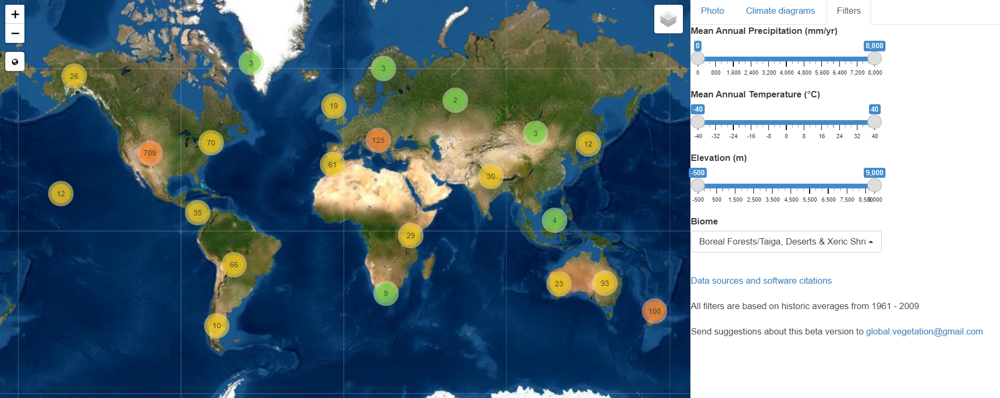 +
−
26
3
3
2
19
70
125
3
12
709
61
30
12
35
4
29
66
23
93
9
100
10
Photo Climate diagrams Filters
Mean Annual Precipitation (mm/yr)
0 8,000
0 800 1,600 2,400 3,200 4,000 4,800 5,600 6,400 7,200 8,000
Mean Annual Temperature (°C)
-40 40
-40 -32 -24 -16 -8 0 8 16 24 32 40
Elevation (m)
-500 9,000
-500 500 1,500 2,500 3,500 4,500 5,500 6,500 7,500 8,500 9,000
Biome
Boreal Forests/Taiga, Deserts & Xeric Shru
Data sources and software citations
All filters are based on historic averages from 1961 - 2009
Send suggestions about this beta version to global.vegetation@gmail.com